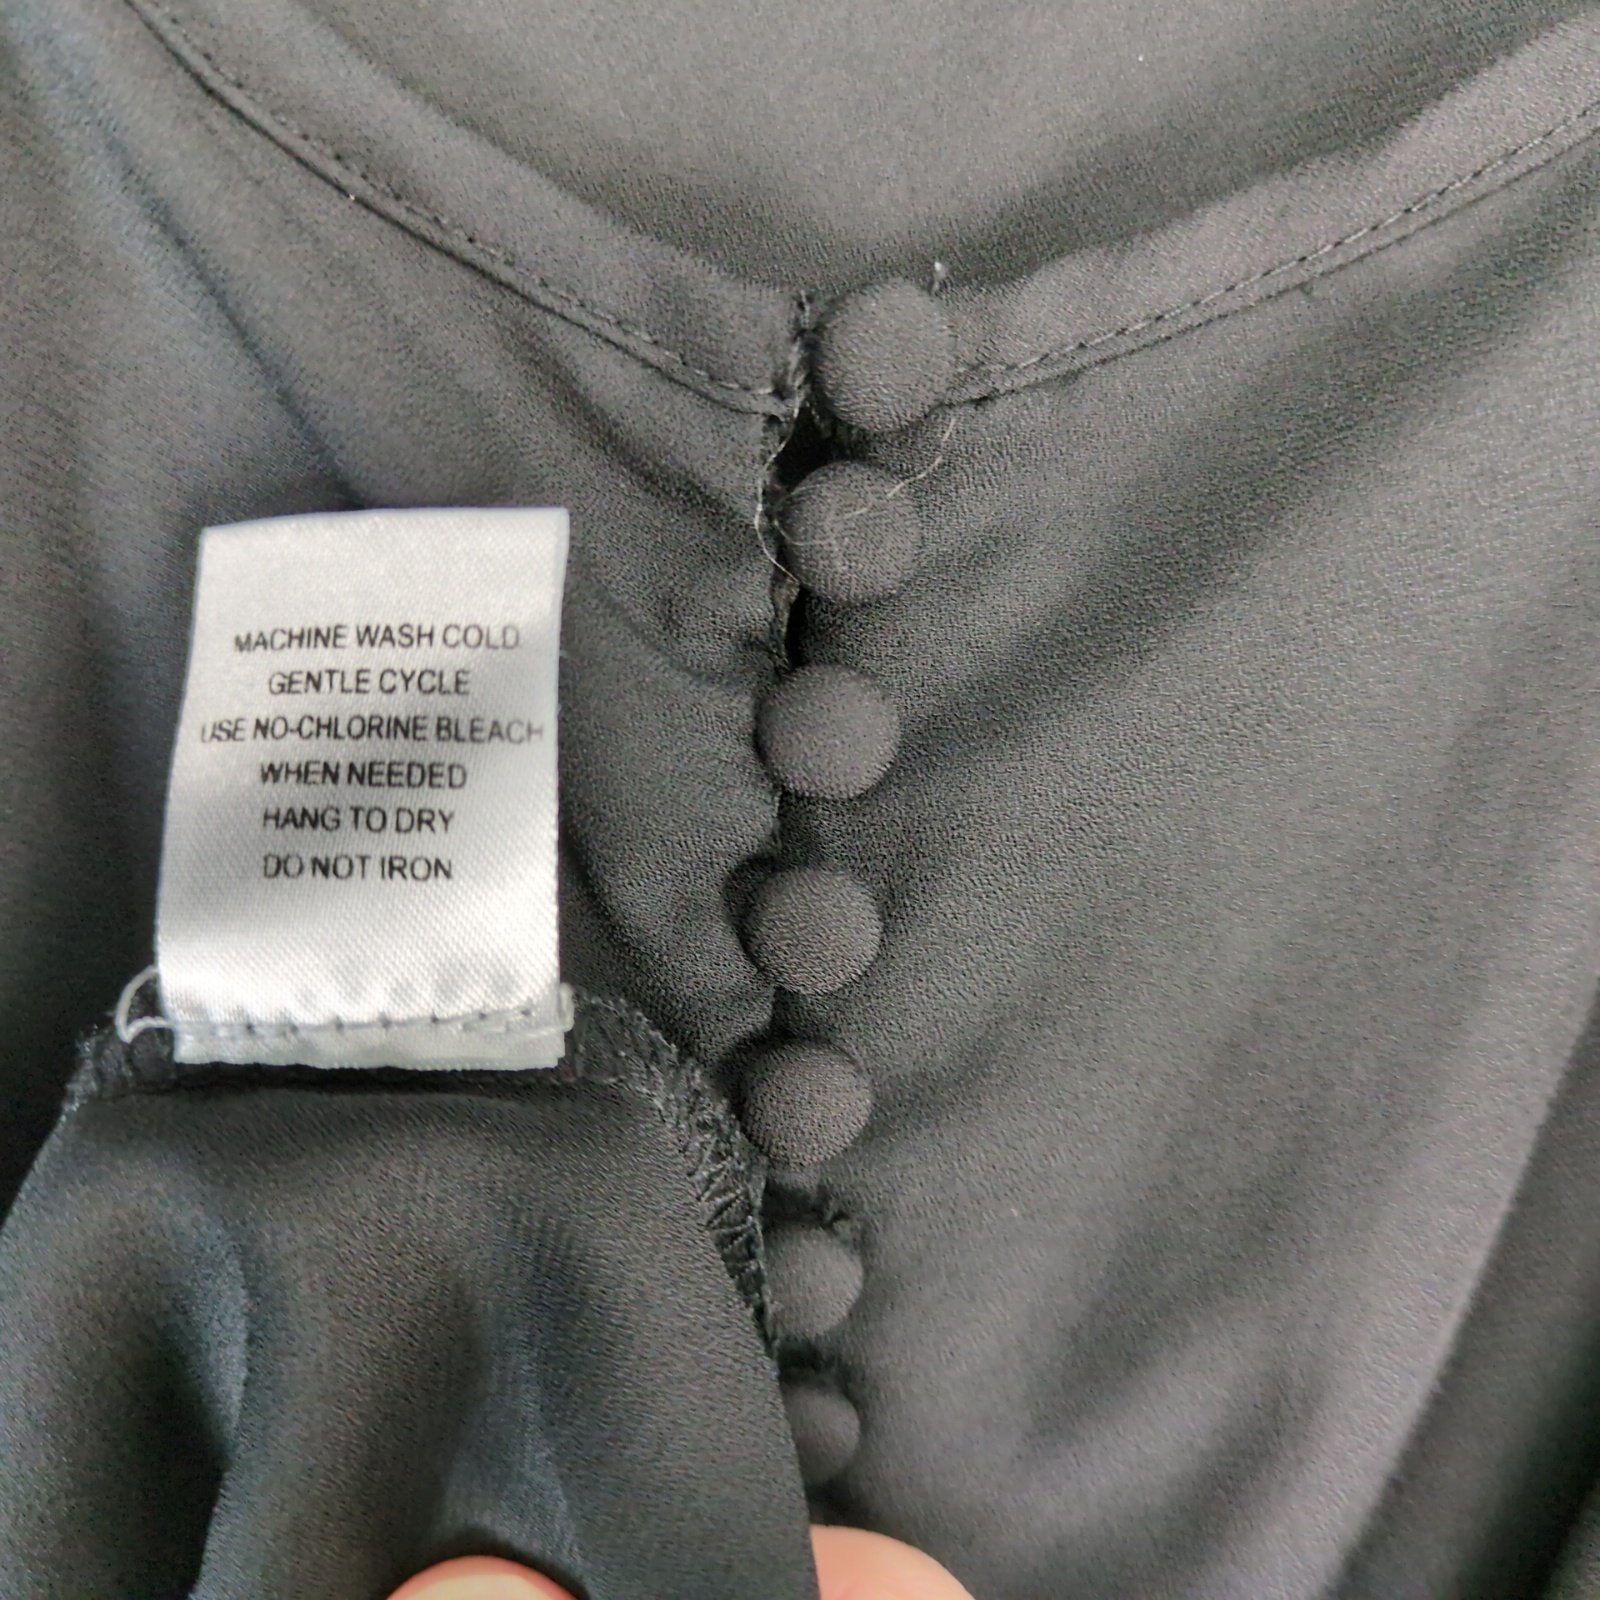 MACHINE WASH COLD
GENTLE CYCLE
USE NO-CHLORINE BLEACH
WHEN NEEDED
HANG TO DRY
DO NOT IRON